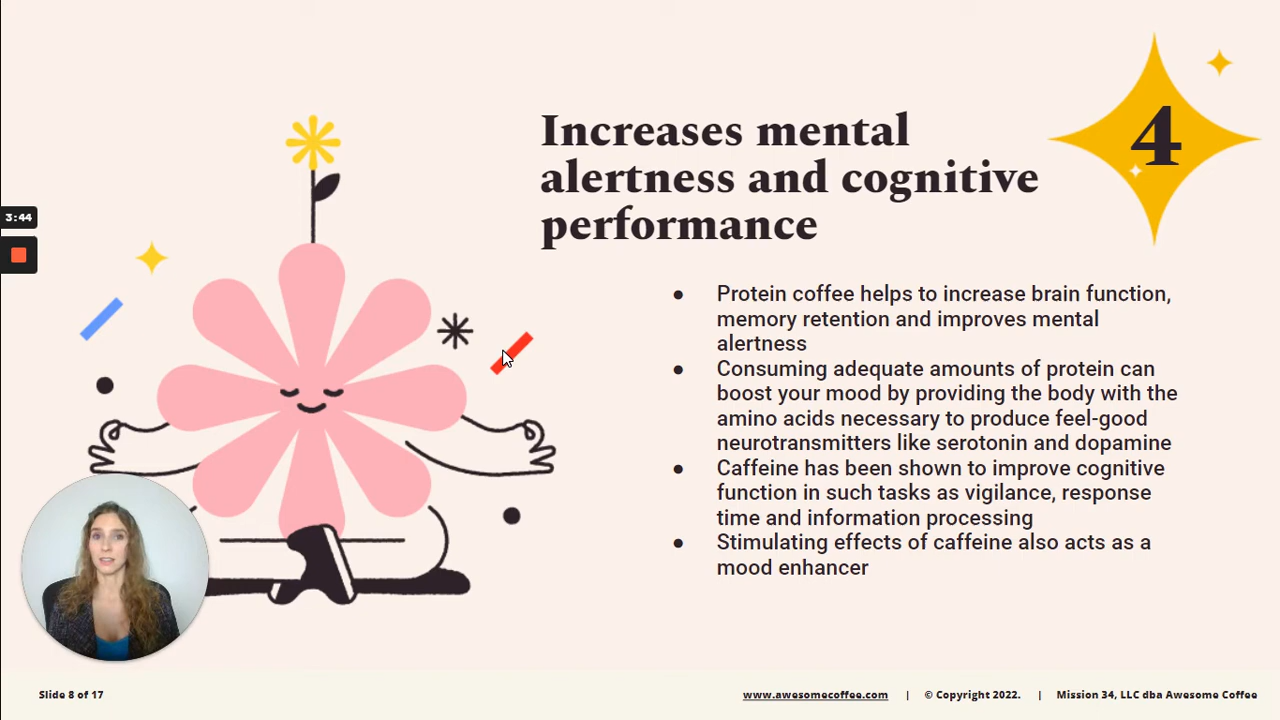 4
Increases mental
alertness and cognitive
performance
3:44
● Protein coffee helps to increase brain function,
memory retention and improves mental
alertness
● Consuming adequate amounts of protein can
boost your mood by providing the body with the
amino acids necessary to produce feel-good
neurotransmitters like serotonin and dopamine
● Caffeine has been shown to improve cognitive
function in such tasks as vigilance, response
time and information processing
● Stimulating effects of caffeine also acts as a
mood enhancer
Slide 8 of 17
www.awesomecoffee.com | © Copyright 2022. | Mission 34, LLC dba Awesome Coffee